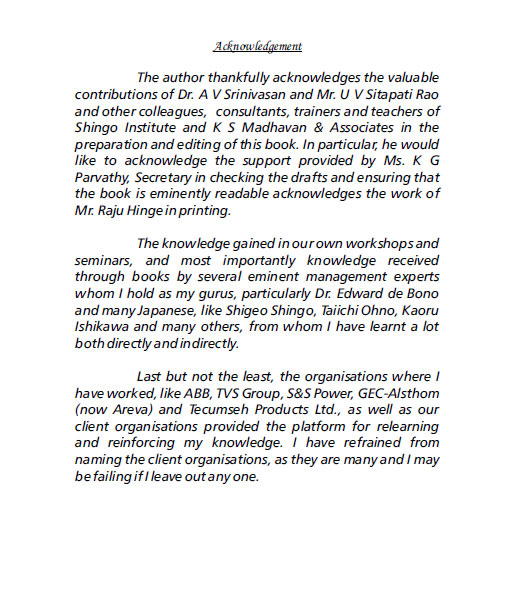 Acknowledgement
The author thankfully acknowledges the valuable
contributions of Dr. A V Srinivasan and Mr. U V Sitapati Rao
and other colleagues, consultants, trainers and teachers of
Shingo Institute and K S Madhavan & Associates in the
preparation and editing of this book. In particular, he would
like to acknowledge the support provided by Ms. K G
Parvathy, Secretary in checking the drafts and ensuring that
the book is eminently readable acknowledges the work of
Mr. Raju Hinge in printing.
The knowledge gained in our own workshops and
seminars, and most importantly knowledge received
through books by several eminent management experts
whom I hold as my gurus, particularly Dr. Edward de Bono
and many Japanese, like Shigeo Shingo, Taiichi Ohno, Kaoru
Ishikawa and many others, from whom I have learnt a lot
both directly and indirectly.
Last but not the least, the organisations where I
have worked, like ABB, TVS Group, S&S Power, GEC-Alsthom
(now Areva) and Tecumseh Products Ltd., as well as our
client organisations provided the platform for relearning
and reinforcing my knowledge. I have refrained from
naming the client organisations, as they are many and I may
be failing if I leave out any one.